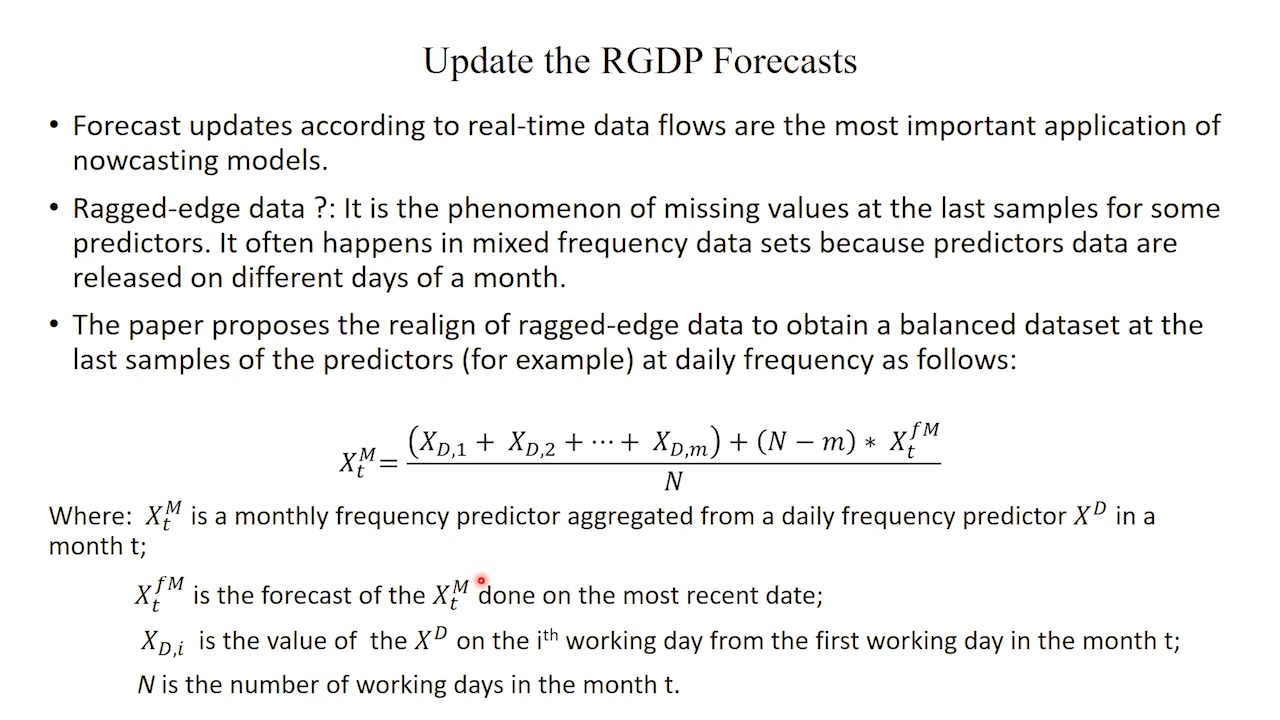 Update the RGDP Forecasts
• Forecast updates according to real-time data flows are the most important application of
nowcasting models.
• Ragged-edge data ?: It is the phenomenon of missing values at the last samples for some
predictors. It often happens in mixed frequency data sets because predictors data are
released on different days of a month.
• The paper proposes the realign of ragged-edge data to obtain a balanced dataset at the
last samples of the predictors (for example) at daily frequency as follows:
$X_t^M = \frac{(X_{D,1} + X_{D,2} + \cdots + X_{D,m}) + (N - m) * X_t^{fM}}{N}$
Where: $X_t^M$ is a monthly frequency predictor aggregated from a daily frequency predictor $X^D$ in a
month t;
$X_t^{fM}$ is the forecast of the $X_t^M$ done on the most recent date;
$X_{D,i}$ is the value of the $X^D$ on the i^{th} working day from the first working day in the month t;
N is the number of working days in the month t.